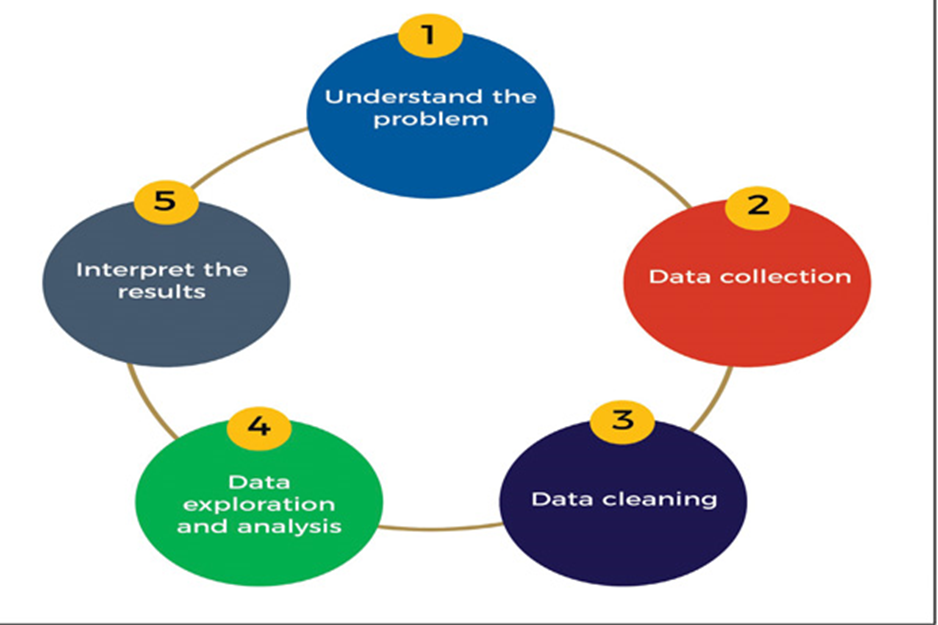 1
Understand the
problem
2
Data collection
3
Data cleaning
4
Data
exploration
and analysis
5
Interpret the
results